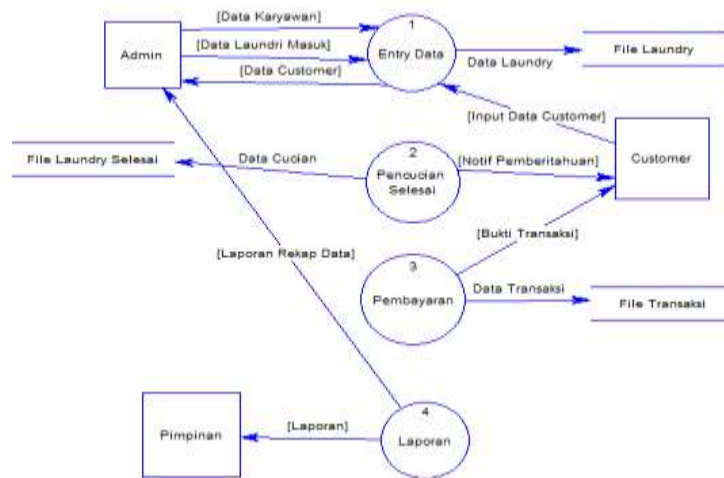 [Data Karyawan]
1
Admin
[Data Laundri Masuk]
Entry Data
File Laundry
Data Laundry
[Data Customer]
[Input Data Customer]
File Laundry Selesai
Data Cucian
2
Pencucian
Selesai
[Notif Pemberitahuan]
Customer
[Bukti Transaksi]
[Laporan Rekap Data]
3
Pembayaran
Data Transaksi
File Transaksi
4
Pimpinan
[Laporan]
Laporan